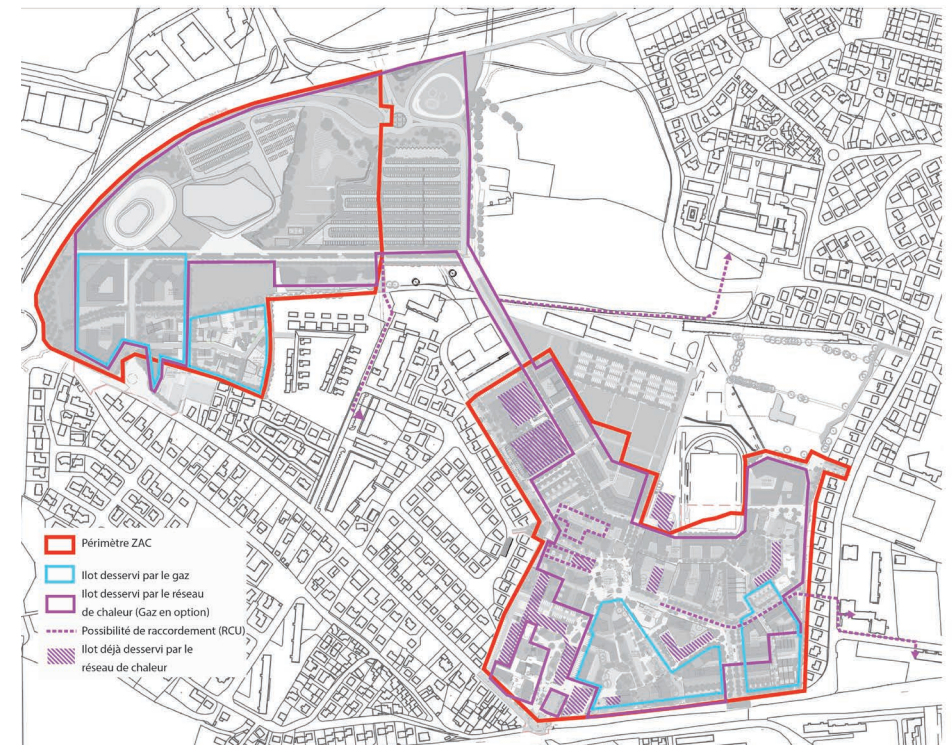 Périmètre ZAC
Ilot desservi par le gaz
Ilot desservi par le réseau
de chaleur (Gaz en option)
Possibilité de raccordement (RCU)
Ilot déjà desservi par le
réseau de chaleur